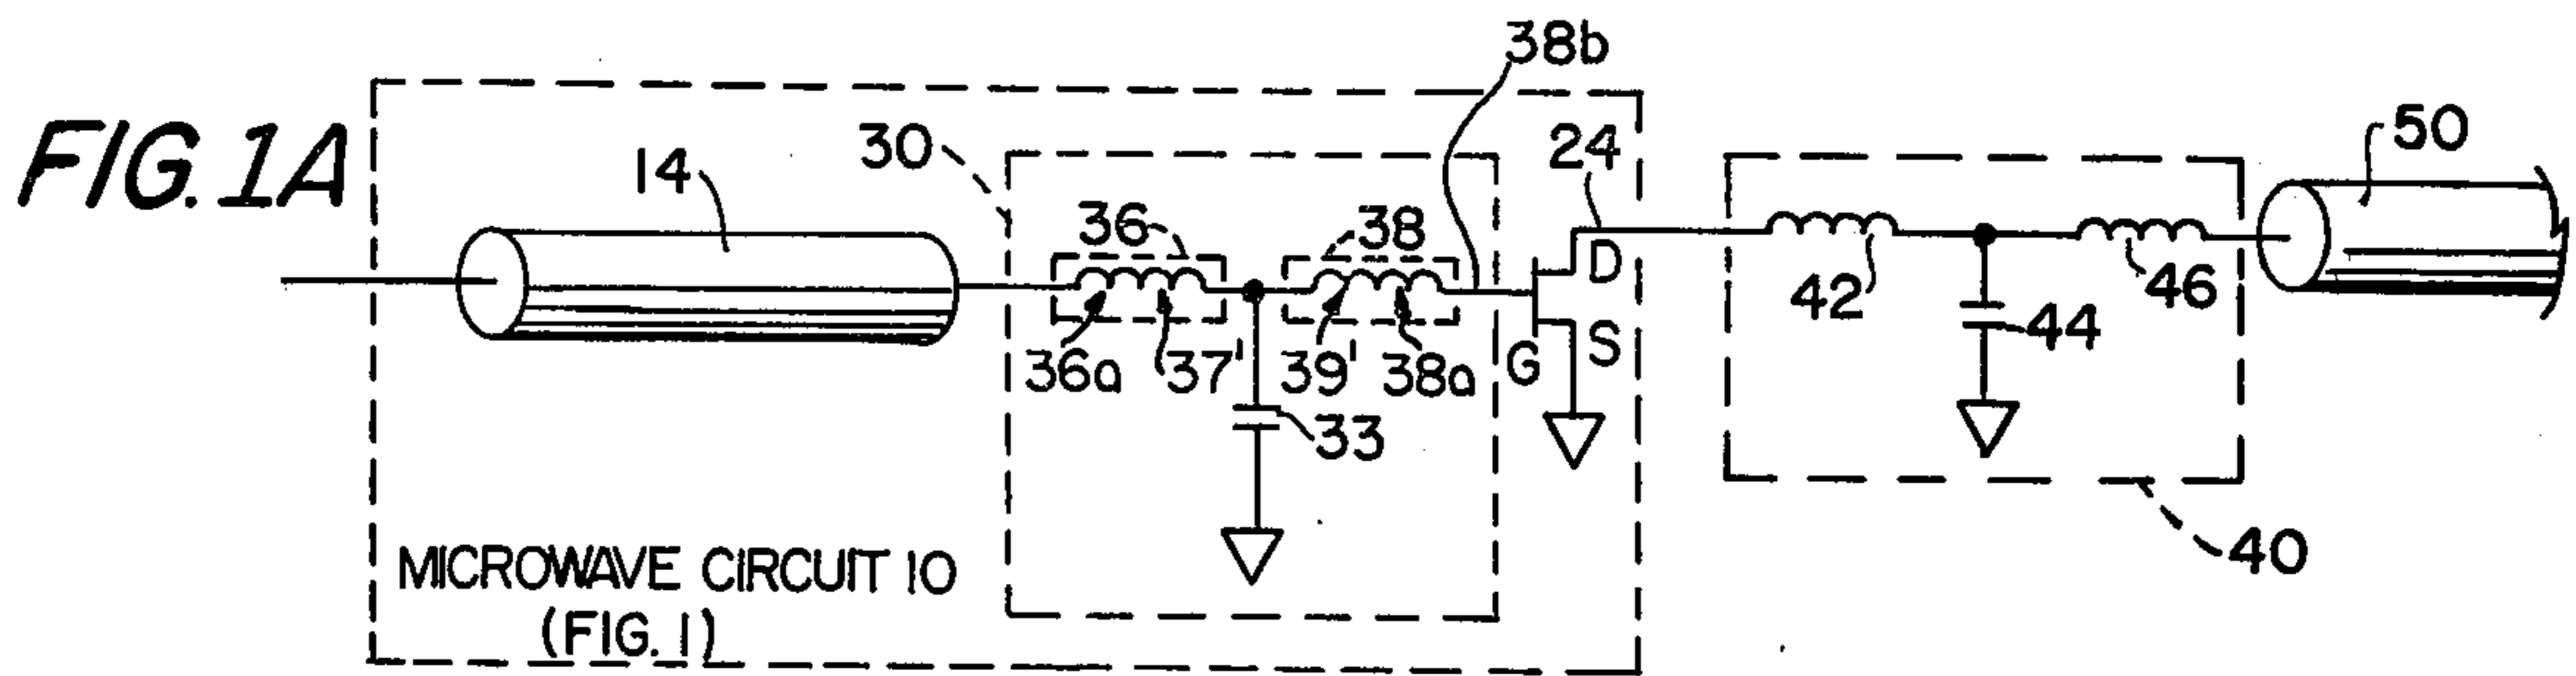 FIG. 1A
38b
30
24
50
14
36
38
D
42
46
36a
37'
39'
38a
G
S
44
33
MICROWAVE CIRCUIT 10
(FIG. 1)
40